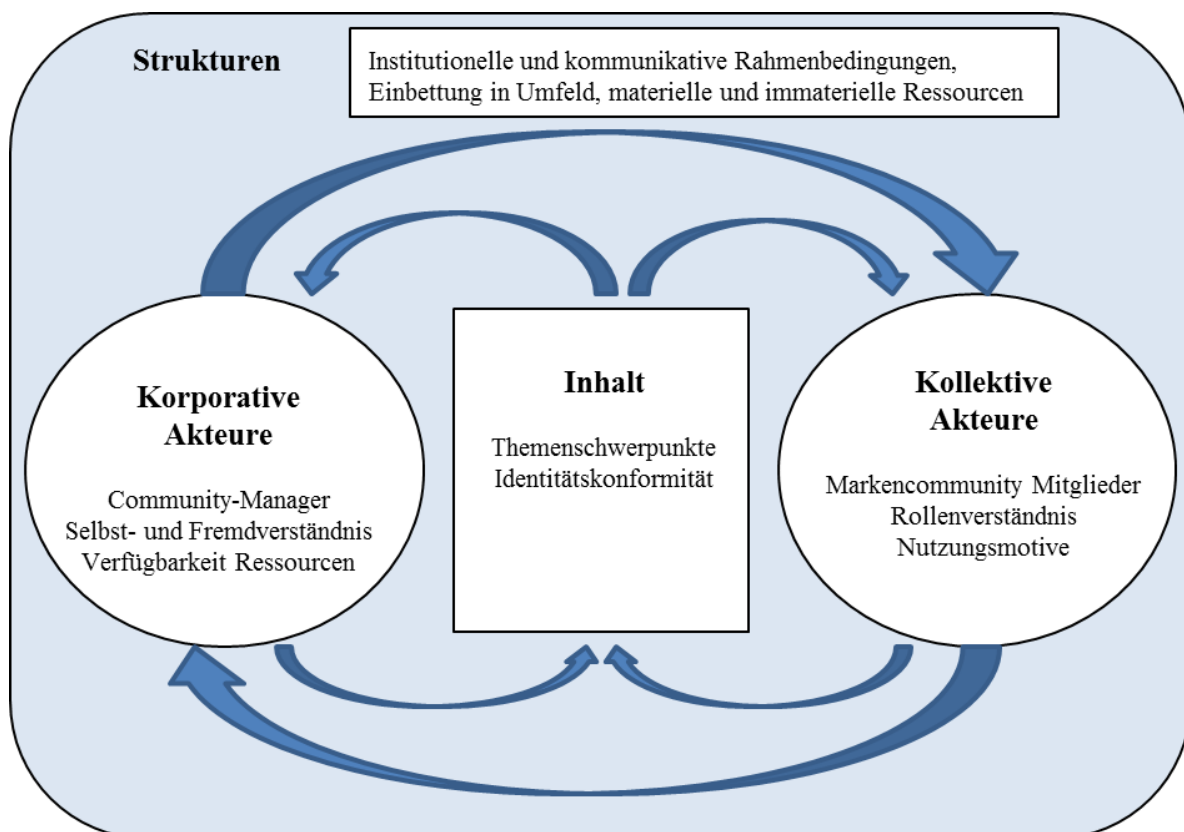 Strukturen
Institutionelle und kommunikative Rahmenbedingungen,
Einbettung in Umfeld, materielle und immaterielle Ressourcen
Korporative
Akteure
Community-Manager
Selbst- und Fremdverständnis
Verfügbarkeit Ressourcen
Inhalt
Themenschwerpunkte
Identitätskonformität
Kollektive
Akteure
Markencommunity Mitglieder
Rollenverständnis
Nutzungsmotive